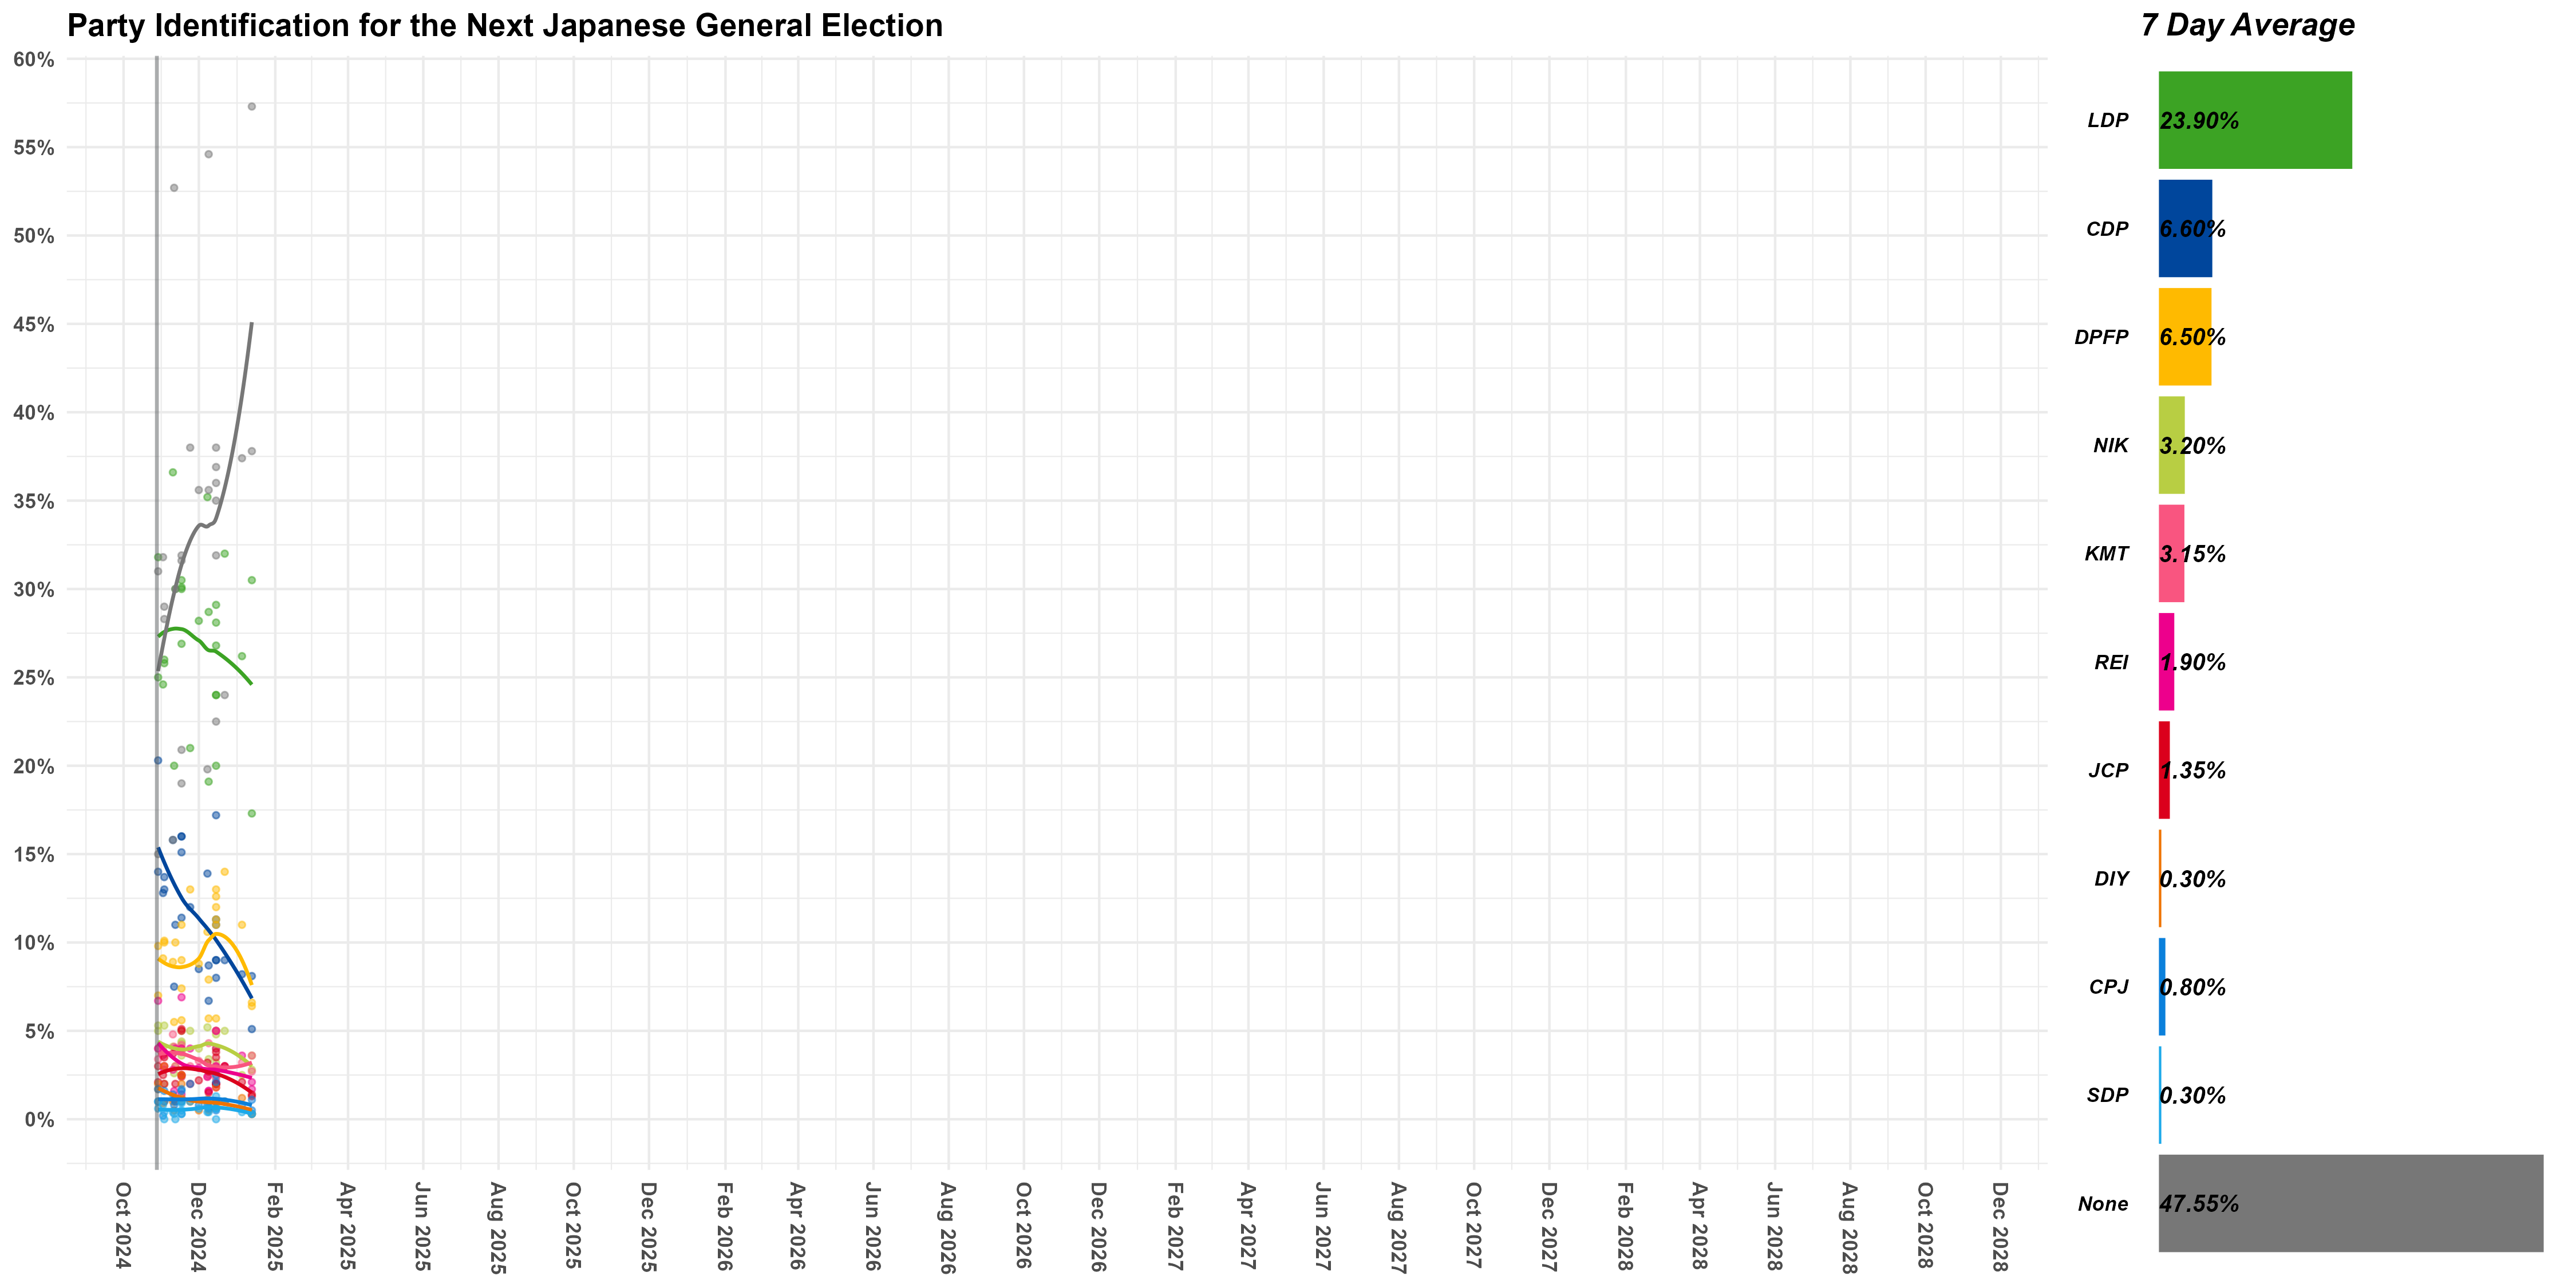 Party Identification for the Next Japanese General Election
7 Day Average
60%
55%
50%
45%
40%
35%
30%
25%
20%
15%
10%
5%
0%
Oct 2024
Dec 2024
Feb 2025
Apr 2025
Jun 2025
Aug 2025
Oct 2025
Dec 2025
Feb 2026
Apr 2026
Jun 2026
Aug 2026
Oct 2026
Dec 2026
Feb 2027
Apr 2027
Jun 2027
Aug 2027
Oct 2027
Dec 2027
Feb 2028
Apr 2028
Jun 2028
Aug 2028
Oct 2028
Dec 2028
LDP 23.90%
CDP 6.60%
DPFP 6.50%
NIK 3.20%
KMT 3.15%
REI 1.90%
JCP 1.35%
DIY 0.30%
CPJ 0.80%
SDP 0.30%
None 47.55%